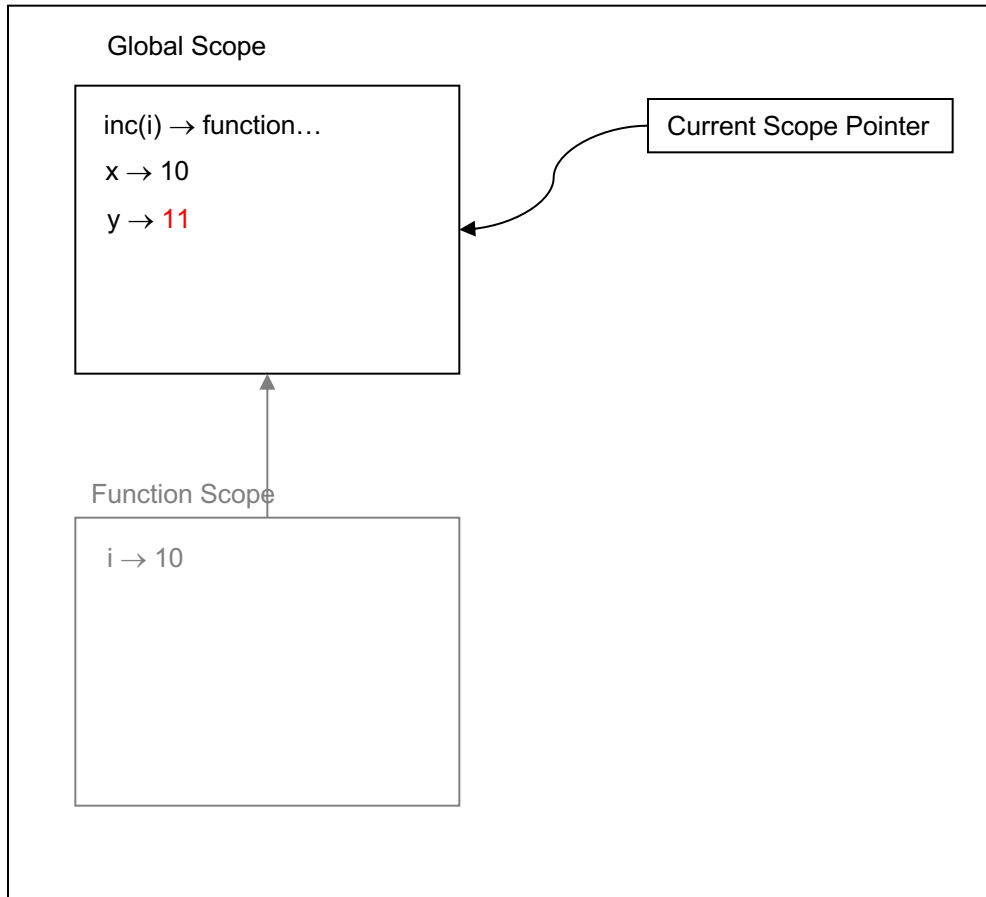 Global Scope
inc(i) → function…
Current Scope Pointer
x → 10
y → 11
Function Scope
i → 10